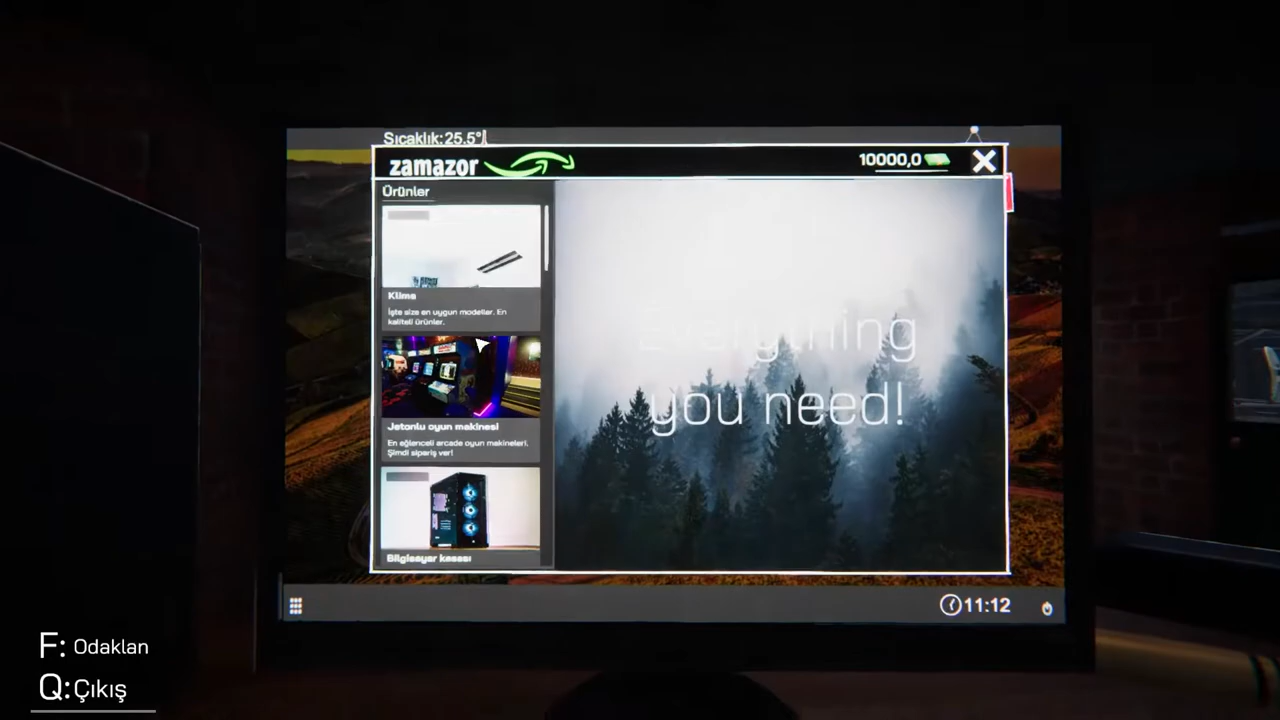 Sıcaklık:25.5°
zamazor
10000,0
Ürünler
Klima
İşte size en uygun modeller. En
kaliteli ürünler.
Jetonlu oyun makinesi
En eğlenceli arcade oyun makineleri.
Şimdi sipariş ver!
Bilgisayar kasası
Everything
you need!
11:12
F: Odaklan
Q:Çıkış